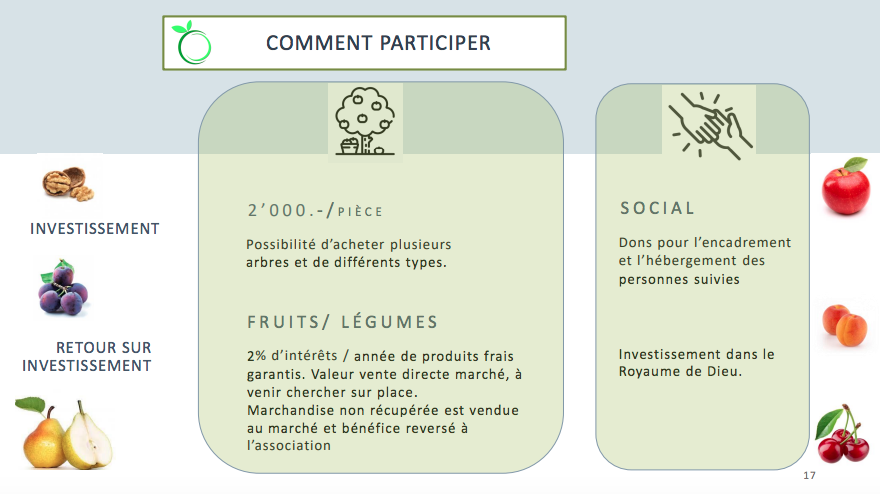 COMMENT PARTICIPER
INVESTISSEMENT
2’000.-/PIÈCE
Possibilité d’acheter plusieurs
arbres et de différents types.
SOCIAL
Dons pour l’encadrement
et l’hébergement des
personnes suivies
RETOUR SUR
INVESTISSEMENT
FRUITS/ LÉGUMES
2% d’intérêts / année de produits frais
garantis. Valeur vente directe marché, à
venir chercher sur place.
Marchandise non récupérée est vendue
au marché et bénéfice reversé à
l’association
Investissement dans le
Royaume de Dieu.
17